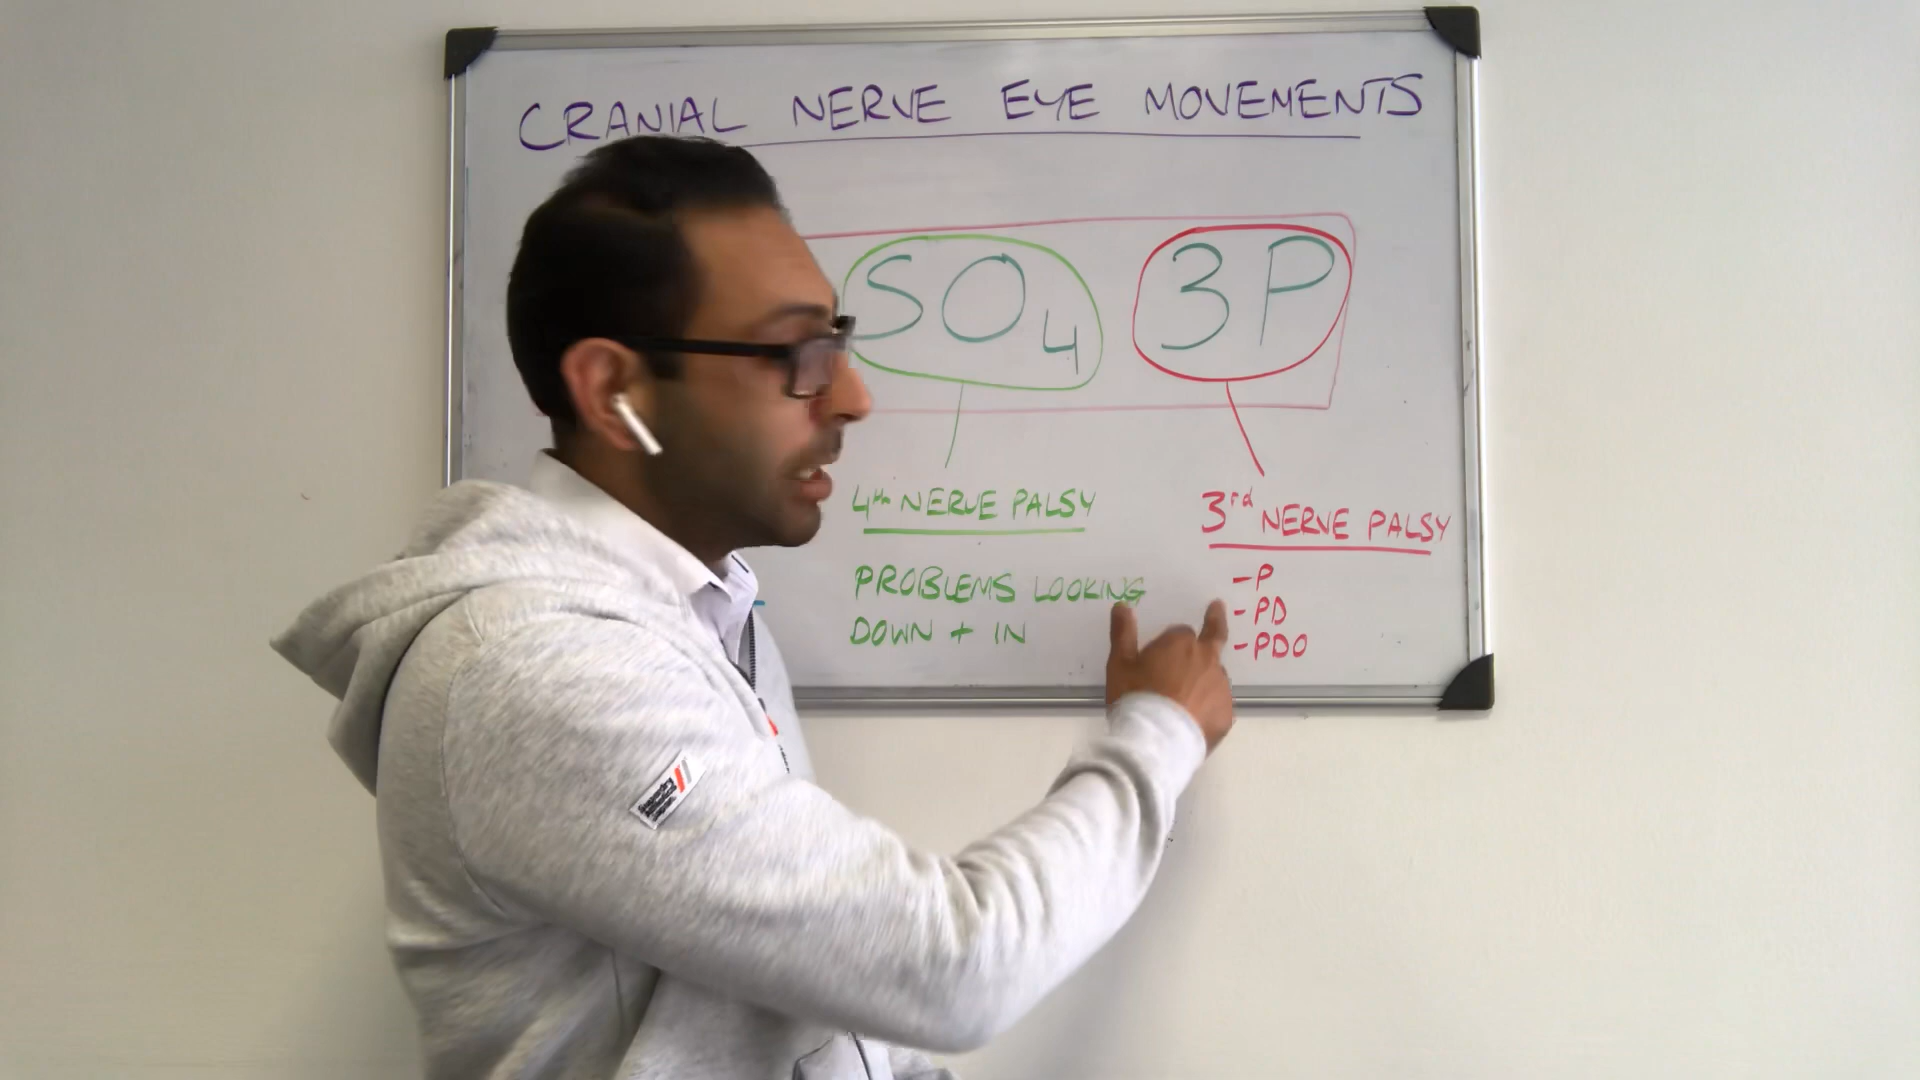 CRANIAL NERVE EYE MOVEMENTS
SO4 3P
4th NERVE PALSY
PROBLEMS LOOKING
DOWN + IN
3rd NERVE PALSY
- P
- PD
- PDO